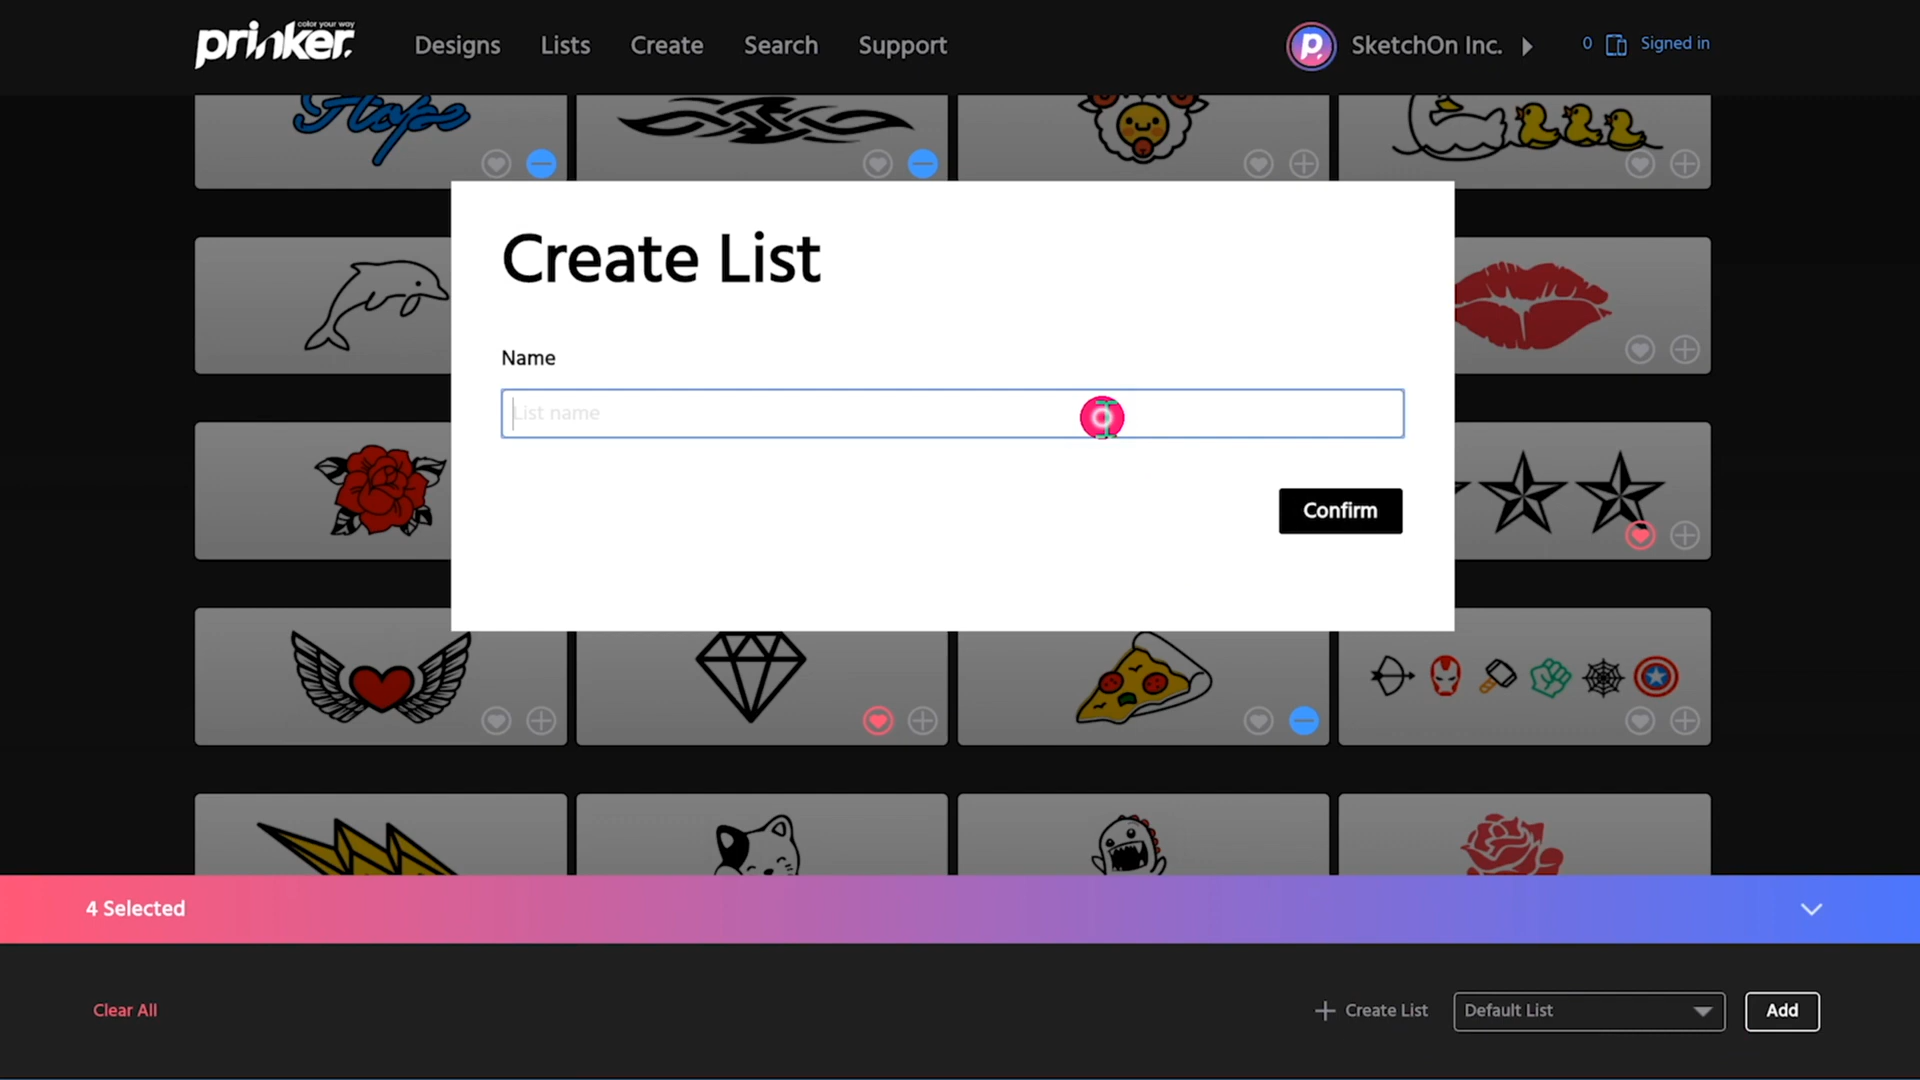 color your way
prinker.
Designs
Lists
Create
Search
Support
SketchOn Inc.
0
Signed in
Hope
Create List
Name
List name
Confirm
4 Selected
Clear All
Create List
Default List
Add